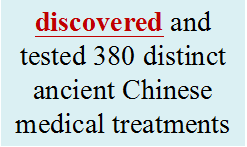 discovered and
tested 380 distinct
ancient Chinese
medical treatments